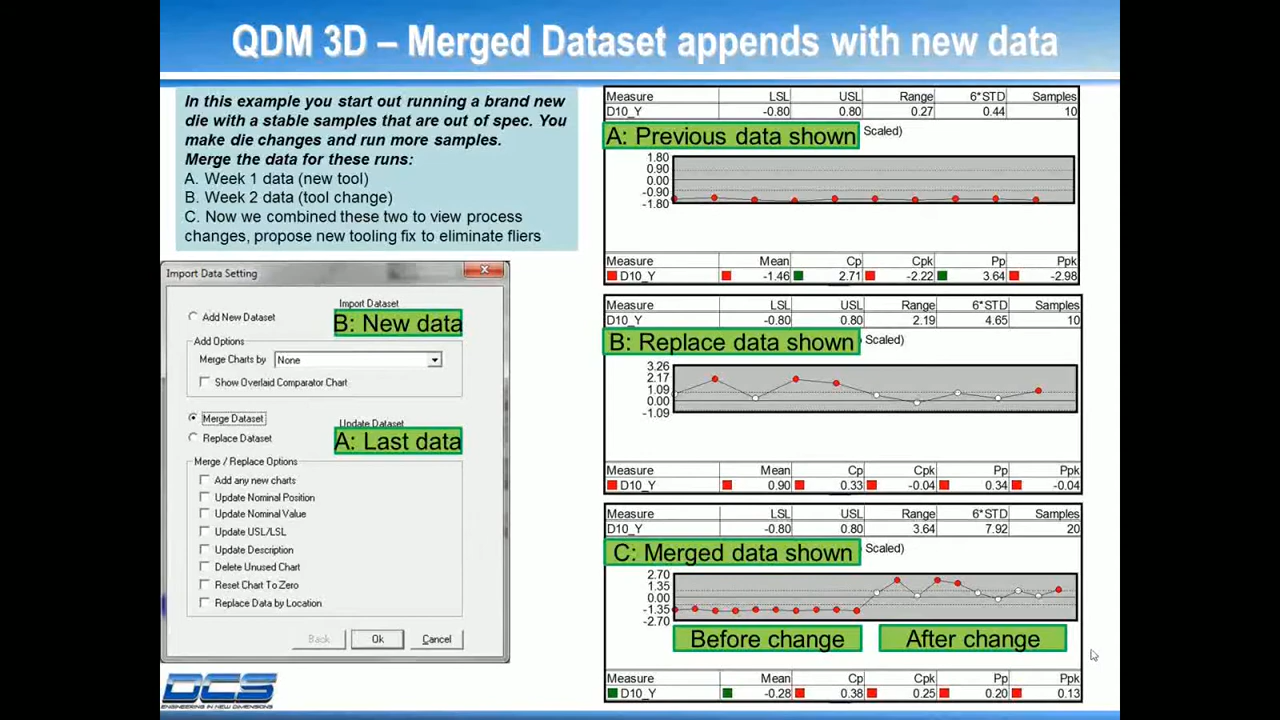 QDM 3D – Merged Dataset appends with new data
In this example you start out running a brand new
die with a stable samples that are out of spec. You
make die changes and run more samples.
Merge the data for these runs:
A. Week 1 data (new tool)
B. Week 2 data (tool change)
C. Now we combined these two to view process
changes, propose new tooling fix to eliminate fliers
Import Data Setting
Import Dataset
Add New Dataset
B: New data
Add Options
Merge Charts by None
Show Overlaid Comparator Chart
Merge Dataset
Update Dataset
Replace Dataset
A: Last data
Merge / Replace Options
Add any new charts
Update Nominal Position
Update Nominal Value
Update USL/LSL
Update Description
Delete Unused Chart
Reset Chart To Zero
Replace Data by Location
Back Ok Cancel
DCS
ENGINEERING IN NEW DIMENSIONS
Measure LSL USL Range 6*STD Samples
D10_Y -0.80 0.80 0.27 0.44 10
A: Previous data shown Scaled)
1.80
0.90
0.00
-0.90
-1.80
Measure Mean Cp Cpk Pp Ppk
D10_Y -1.46 2.71 -2.22 3.64 -2.98
Measure LSL USL Range 6*STD Samples
D10_Y -0.80 0.80 2.19 4.65 10
B: Replace data shown Scaled)
3.26
2.17
1.09
0.00
-1.09
Measure Mean Cp Cpk Pp Ppk
D10_Y 0.90 0.33 -0.04 0.34 -0.04
Measure LSL USL Range 6*STD Samples
D10_Y -0.80 0.80 3.64 7.92 20
C: Merged data shown Scaled)
2.70
1.35
0.00
-1.35
-2.70
Before change After change
Measure Mean Cp Cpk Pp Ppk
D10_Y -0.28 0.38 0.25 0.20 0.13